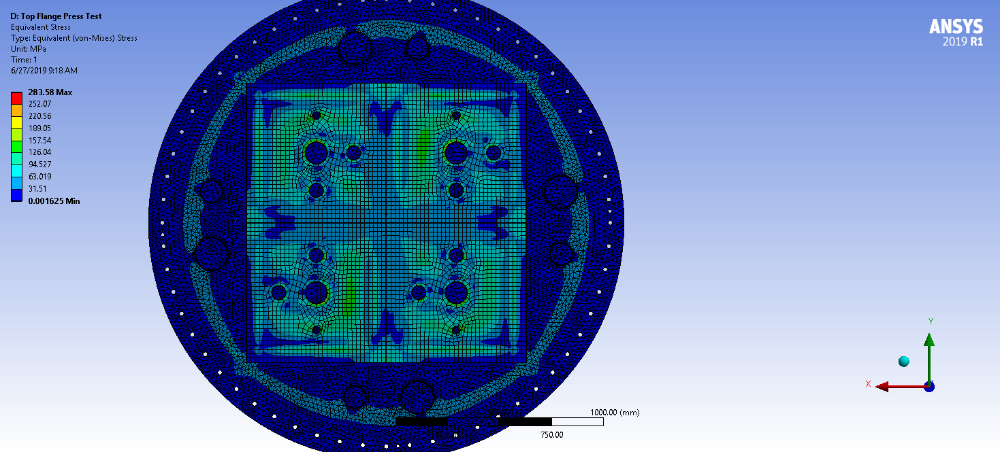 D: Top Flange Press Test
Equivalent Stress
Type: Equivalent (von-Mises) Stress
Unit: MPa
Time: 1
6/27/2019 9:18 AM
283.58 Max
252.07
220.56
189.05
157.54
126.04
94.527
63.019
31.51
0.001625 Min
ANSYS
2019 R1
Y
X
1000.00 (mm)
750.00